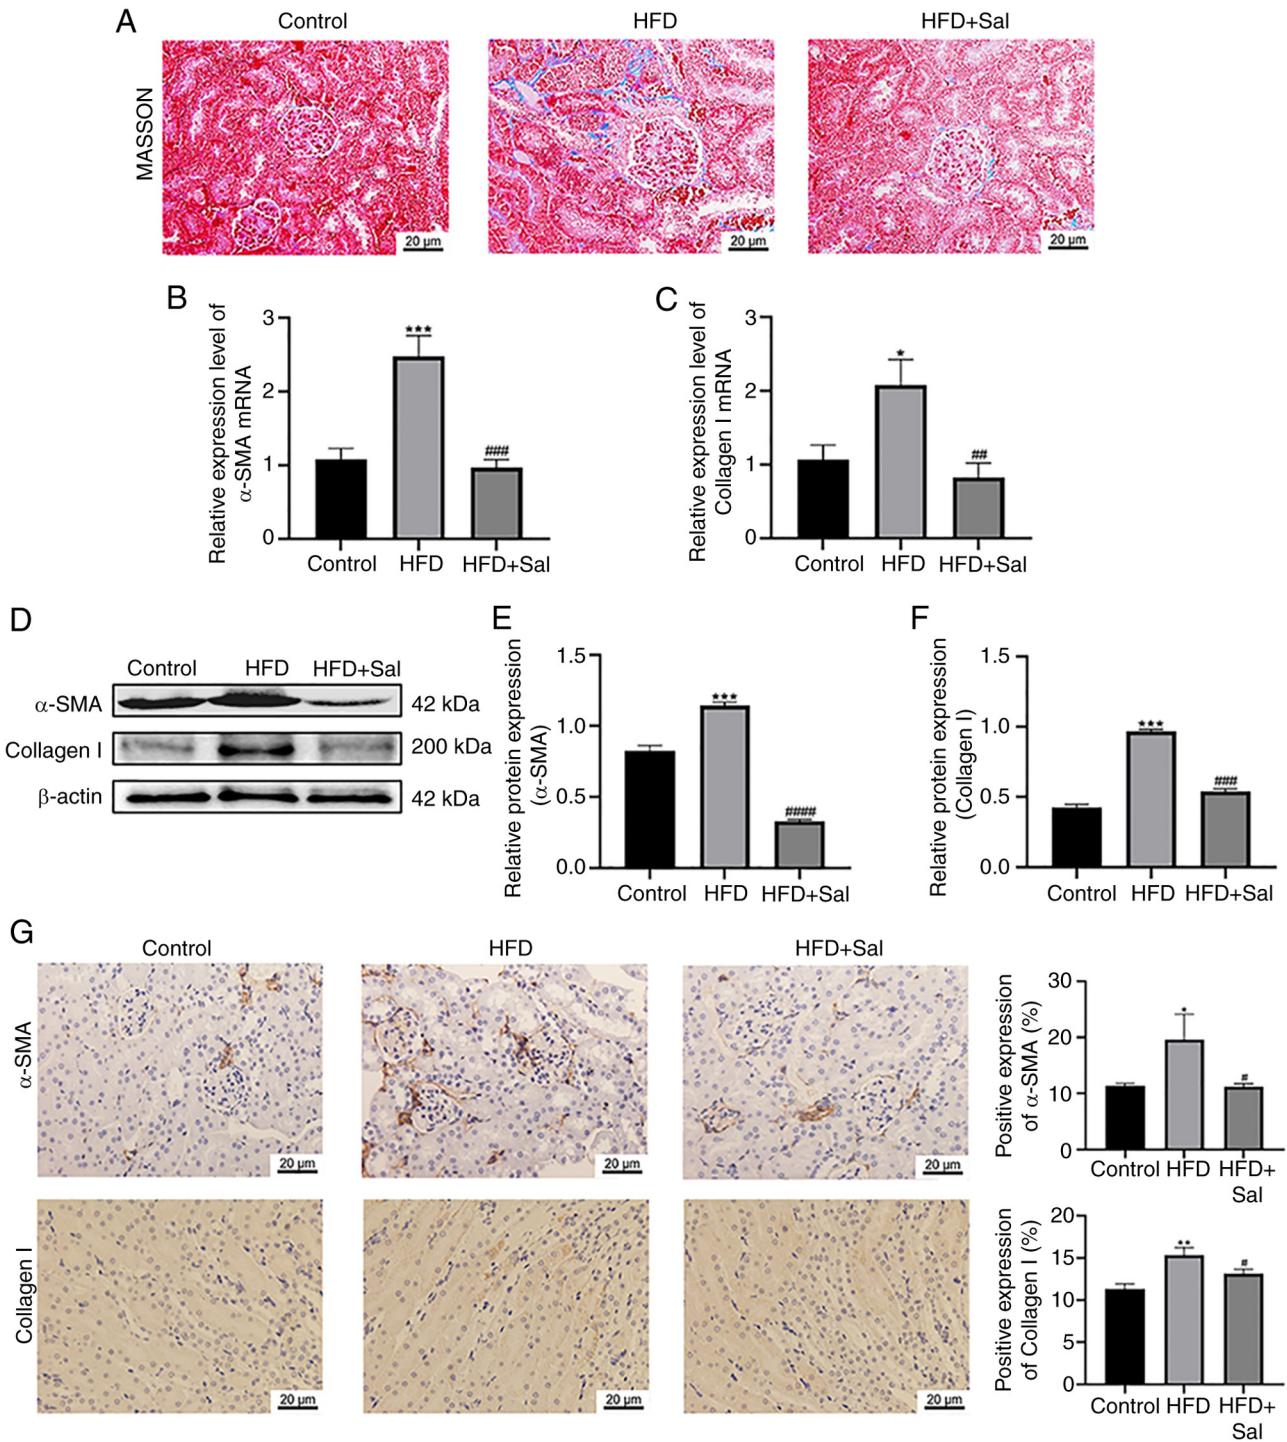 A
Control
HFD
HFD+Sal
MASSON
20 µm
20 µm
20 µm
B
Relative expression level of
α-SMA mRNA
3
2
1
0
***
###
Control
HFD
HFD+Sal
C
Relative expression level of
Collagen I mRNA
3
2
1
0
*
##
Control
HFD
HFD+Sal
D
Control
HFD
HFD+Sal
α-SMA
42 kDa
Collagen I
200 kDa
β-actin
42 kDa
E
Relative protein expression
(α-SMA)
1.5
1.0
0.5
0.0
***
####
Control
HFD
HFD+Sal
F
Relative protein expression
(Collagen I)
1.5
1.0
0.5
0.0
***
###
Control
HFD
HFD+Sal
G
Control
HFD
HFD+Sal
α-SMA
20 µm
20 µm
20 µm
Positive expression
of α-SMA (%)
30
20
10
0
*
#
Control
HFD
HFD+
Sal
Collagen I
20 µm
20 µm
20 µm
Positive expression
of Collagen I (%)
20
15
10
5
0
**
#
Control
HFD
HFD+
Sal